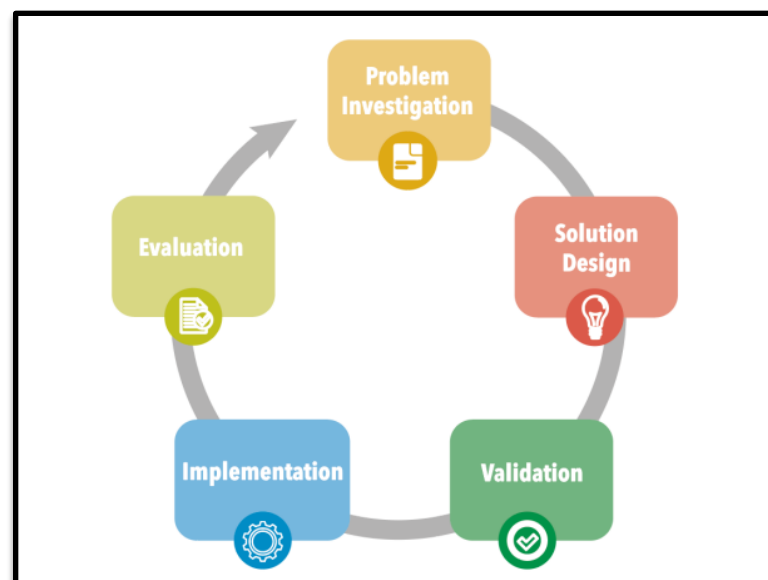 Problem
Investigation
Solution
Design
Validation
Implementation
Evaluation